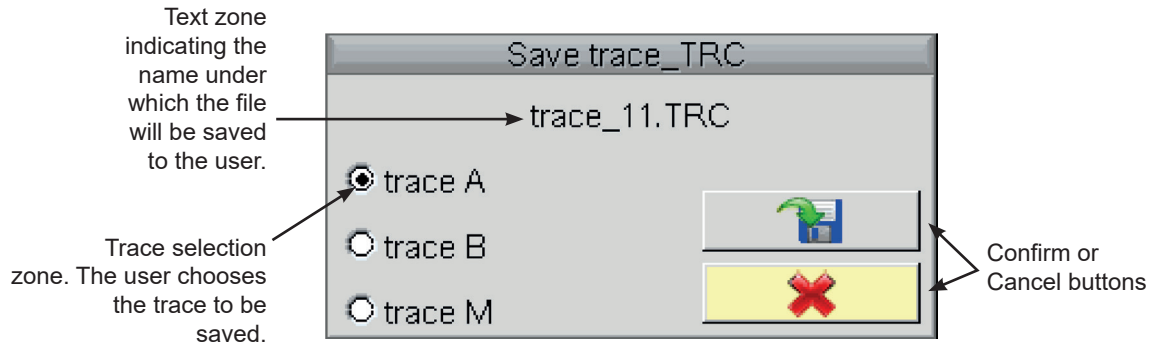 Text zone
indicating the
name under
which the file
will be saved
to the user.
Save trace_TRC
trace_11.TRC
trace A
trace B
trace M
Trace selection
zone. The user chooses
the trace to be
saved.
Confirm or
Cancel buttons